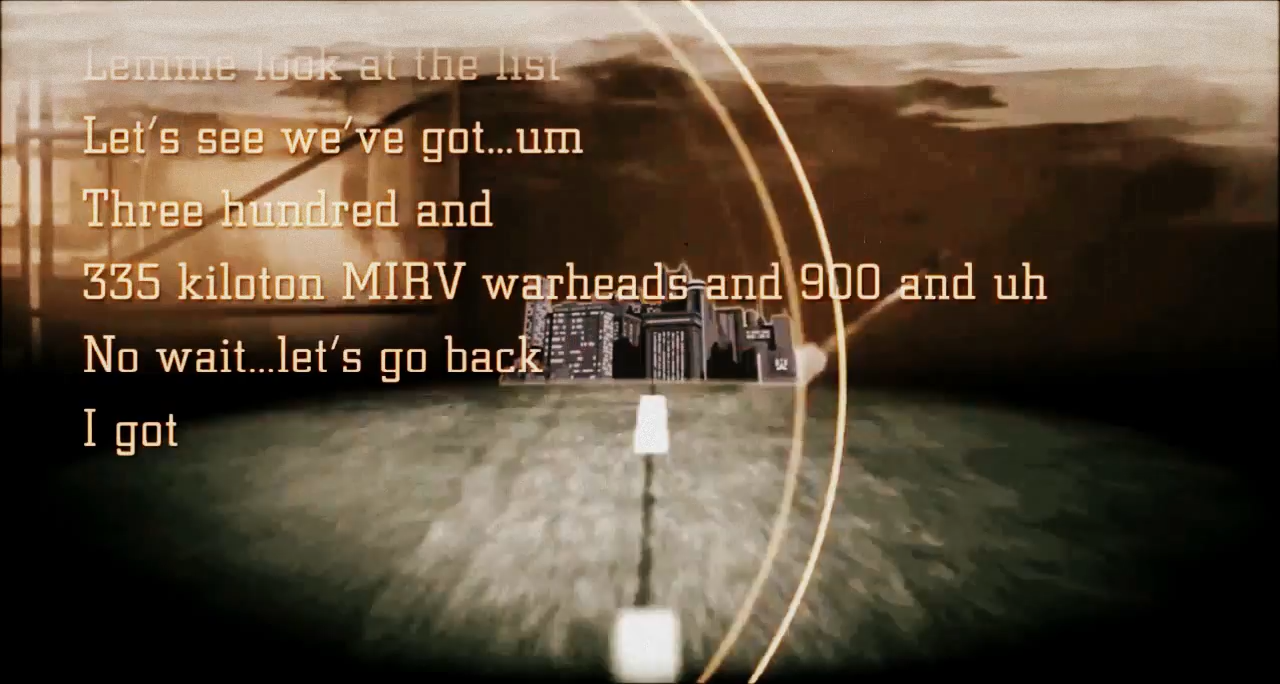 Lemme look at the list
Let's see we've got...um
Three hundred and
335 kiloton MIRV warheads and 900 and uh
No wait...let's go back
I got